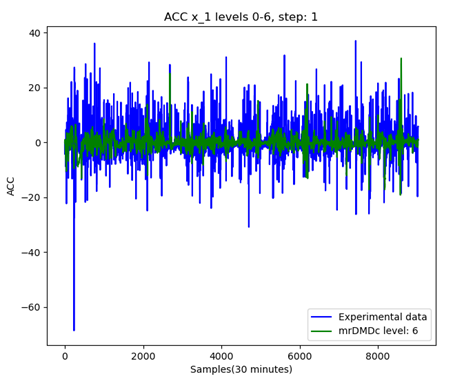 ACC x_1 levels 0-6, step: 1
40
20
0
−20
−40
−60
ACC
0
2000
4000
6000
8000
Samples(30 minutes)
Experimental data
mrDMDc level: 6